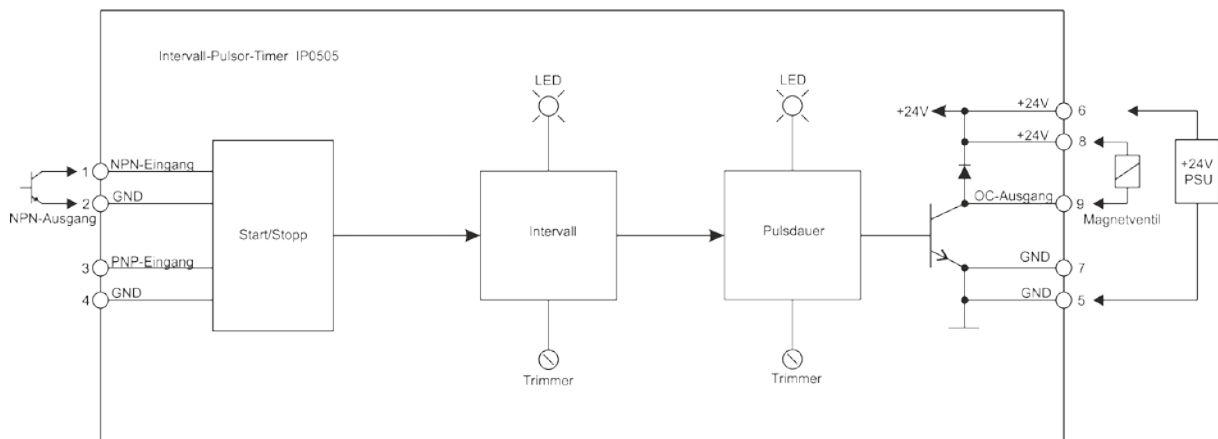 Intervall-Pulsor-Timer IP0505
LED
LED
+24V
+24V
6
+24V
8
1
NPN-Eingang
2
GND
NPN-Ausgang
3
PNP-Eingang
4
GND
Start/Stopp
Intervall
Pulsdauer
OC-Ausgang
9
Magnetventil
+24V
PSU
GND
7
GND
5
Trimmer
Trimmer